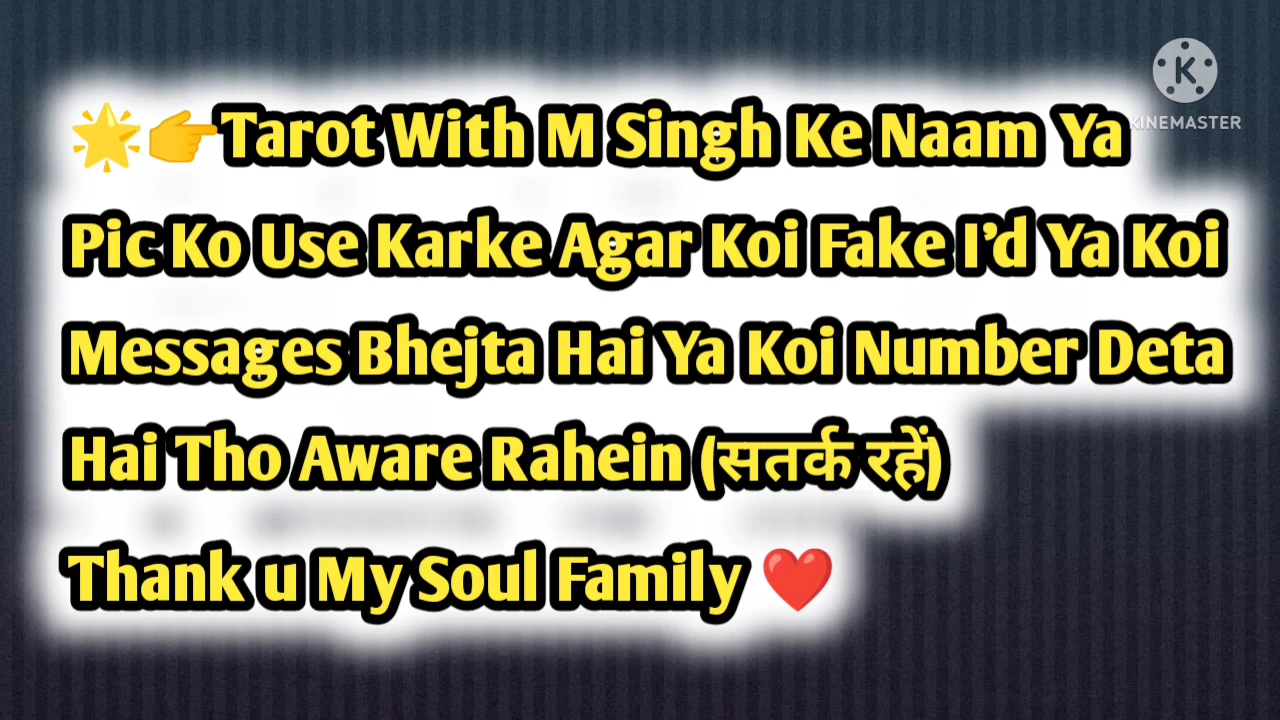 🌟👉Tarot With M Singh Ke Naam Ya
Pic Ko Use Karke Agar Koi Fake I'd Ya Koi
Messages Bhejta Hai Ya Koi Number Deta
Hai Tho Aware Rahein (सतर्क रहें)
Thank u My Soul Family ❤️
K
KINEMASTER